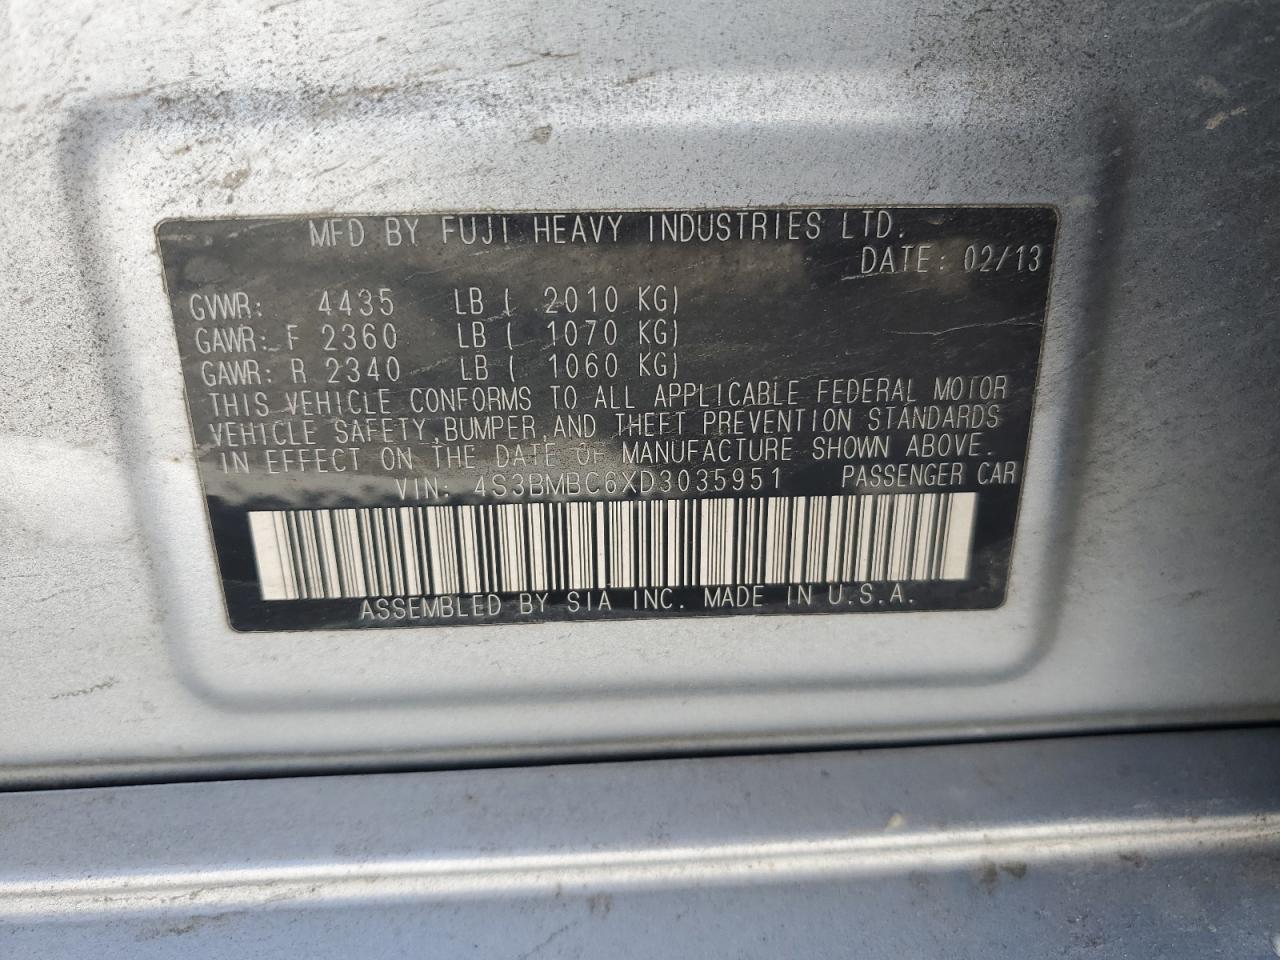 MFD BY FUJI HEAVY INDUSTRIES LTD.
DATE: 02/13
GVWR: 4435 LB ( 2010 KG)
GAWR: F 2360 LB ( 1070 KG)
GAWR: R 2340 LB ( 1060 KG)
THIS VEHICLE CONFORMS TO ALL APPLICABLE FEDERAL MOTOR
VEHICLE SAFETY,BUMPER,AND THEFT PREVENTION STANDARDS
IN EFFECT ON THE DATE OF MANUFACTURE SHOWN ABOVE.
VIN: 4S3BMBC6XD3035951 PASSENGER CAR
ASSEMBLED BY SIA INC. MADE IN U.S.A.